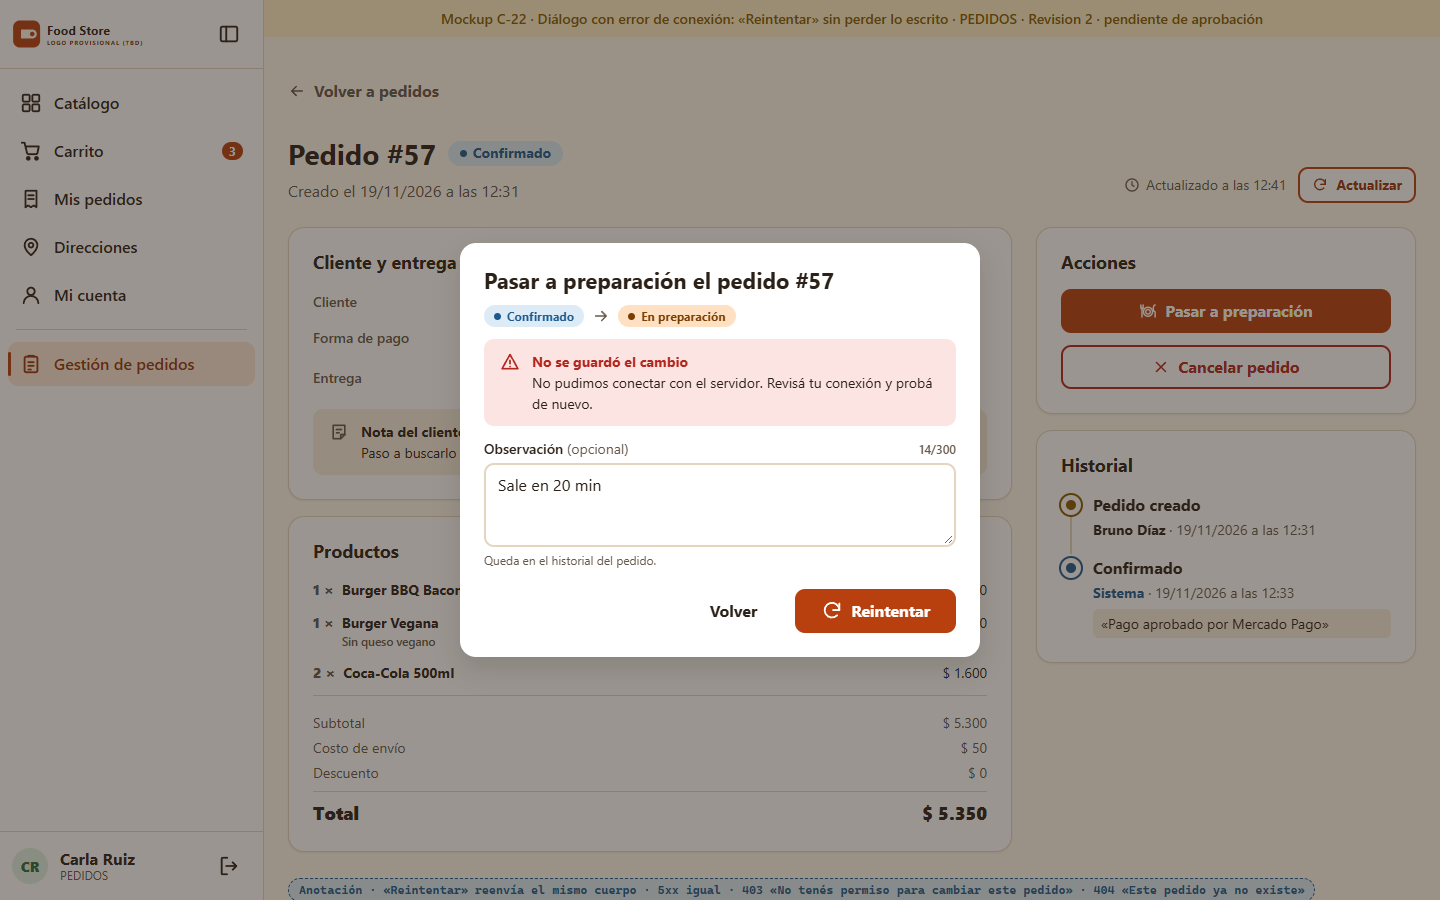 Mockup C-22 · Diálogo con error de conexión: «Reintentar» sin perder lo escrito · PEDIDOS · Revision 2 · pendiente de aprobación
Food Store
LOGO PROVISIONAL (TBD)
Catálogo
Carrito
3
Mis pedidos
Direcciones
Mi cuenta
Gestión de pedidos
Carla Ruiz
PEDIDOS
CR
Volver a pedidos
Pedido #57
Confirmado
Creado el 19/11/2026 a las 12:31
Actualizado a las 12:41
Actualizar
Cliente y entrega
Cliente
Forma de pago
Entrega
Nota del cliente
Paso a buscarlo
Productos
1 × Burger BBQ Bacon
0
1 × Burger Vegana
0
Sin queso vegano
2 × Coca-Cola 500ml
$ 1.600
Subtotal
$ 5.300
Costo de envío
$ 50
Descuento
$ 0
Total
$ 5.350
Pasar a preparación el pedido #57
Confirmado
En preparación
No se guardó el cambio
No pudimos conectar con el servidor. Revisá tu conexión y probá
de nuevo.
Observación (opcional)
14/300
Sale en 20 min
Queda en el historial del pedido.
Volver
Reintentar
Acciones
Pasar a preparación
Cancelar pedido
Historial
Pedido creado
Bruno Díaz · 19/11/2026 a las 12:31
Confirmado
Sistema · 19/11/2026 a las 12:33
«Pago aprobado por Mercado Pago»
Anotación · «Reintentar» reenvía el mismo cuerpo · 5xx igual · 403 «No tenés permiso para cambiar este pedido» · 404 «Este pedido ya no existe»